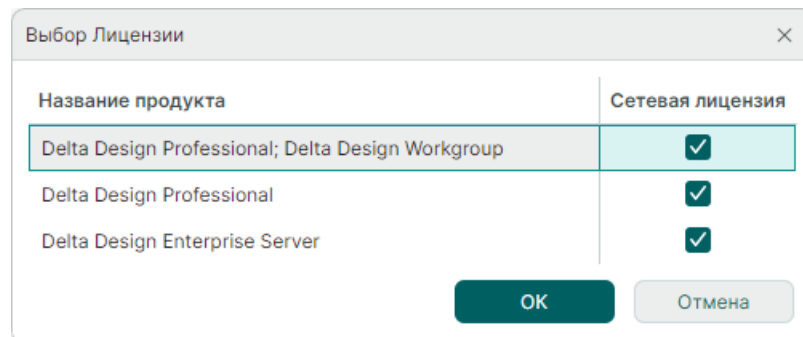 Выбор Лицензии
Название продукта Сетевая лицензия
Delta Design Professional; Delta Design Workgroup
Delta Design Professional
Delta Design Enterprise Server
ОК Отмена